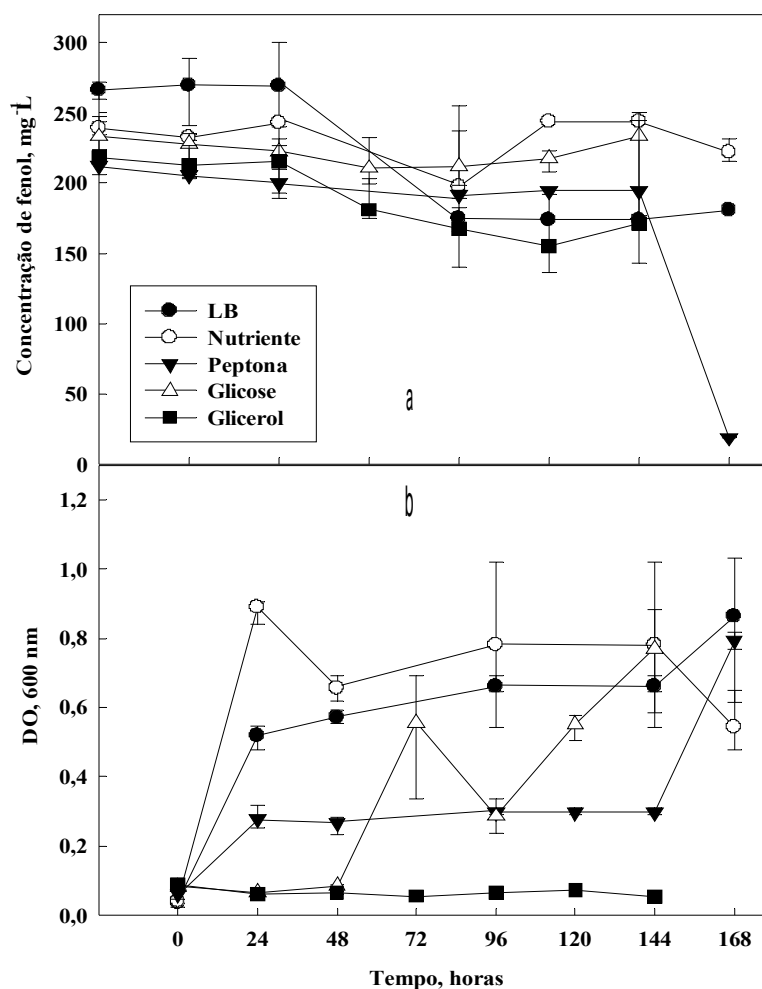 300
250
200
150
100
50
0
Concentração de fenol, mg⁻L
LB
Nutriente
Peptona
Glicose
Glicerol
a
b
1,2
1,0
0,8
0,6
0,4
0,2
0,0
DO, 600 nm
0 24 48 72 96 120 144 168
Tempo, horas